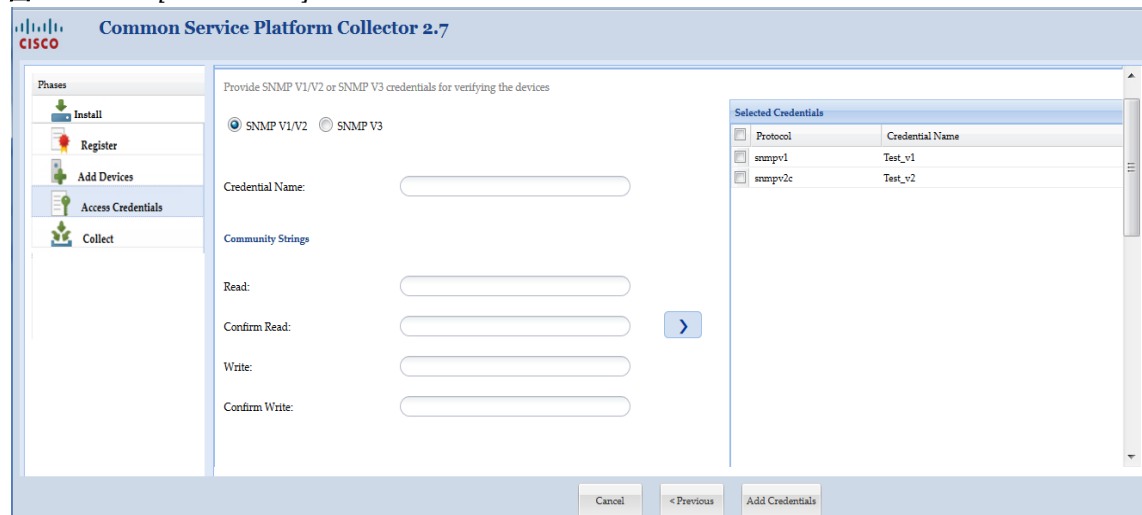 CISCO
Common Service Platform Collector 2.7
Phases
Install
Register
Add Devices
Access Credentials
Collect
Provide SNMP V1/V2 or SNMP V3 credentials for verifying the devices
SNMP V1/V2 SNMP V3
Credential Name:
Community Strings
Read:
Confirm Read:
Write:
Confirm Write:
Selected Credentials
Protocol Credential Name
snmpv1 Test_v1
snmpv2c Test_v2
Cancel < Previous Add Credentials